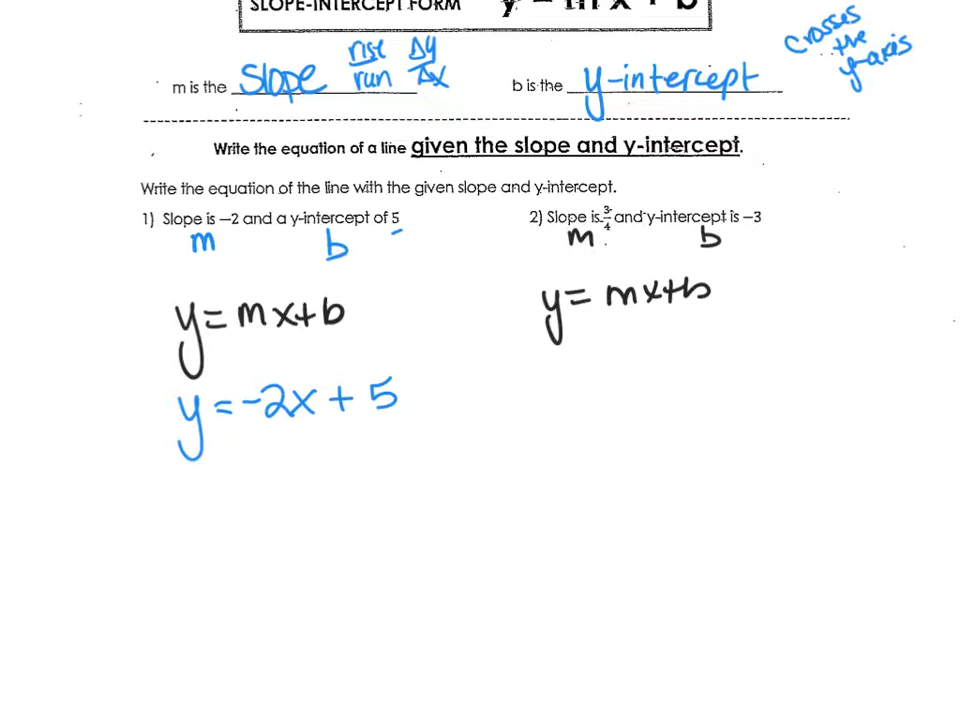 SLOPE-INTERCEPT FORM y = m x + b
m is the slope rise/run Δy/Δx b is the y-intercept crosses the y-axis
Write the equation of a line given the slope and y-intercept.
Write the equation of the line with the given slope and y-intercept.
1) Slope is −2 and a y-intercept of 5 2) Slope is 3/4 and y-intercept is −3
m b m b
y = mx + b y = mx + b
y = -2x + 5